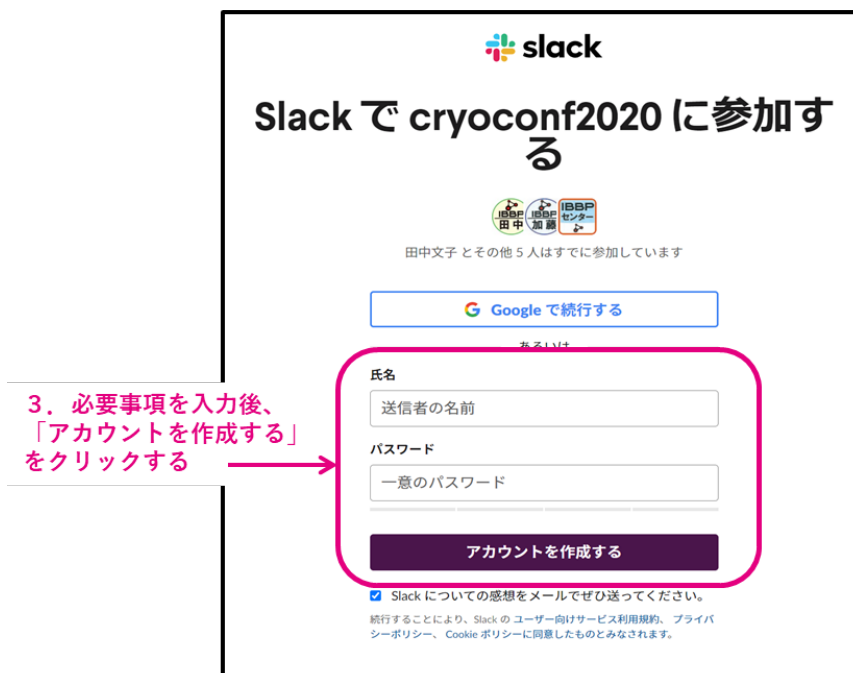 slack
Slack で cryoconf2020 に参加す
る
IBBP
田中
IBBP
加藤
IBBP
センター
田中文子 とその他 5 人はすでに参加しています
G Google で続行する
あるいは
氏名
送信者の名前
3．必要事項を入力後、
「アカウントを作成する」
をクリックする
パスワード
一意のパスワード
アカウントを作成する
Slack についての感想をメールでぜひ送ってください。
続行することにより、Slack の ユーザー向けサービス利用規約、 プライバ
シーポリシー、 Cookie ポリシーに同意したものとみなされます。